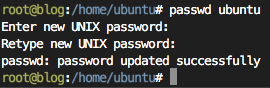 root@blog:/home/ubuntu# passwd ubuntu
Enter new UNIX password:
Retype new UNIX password:
passwd: password updated successfully
root@blog:/home/ubuntu#